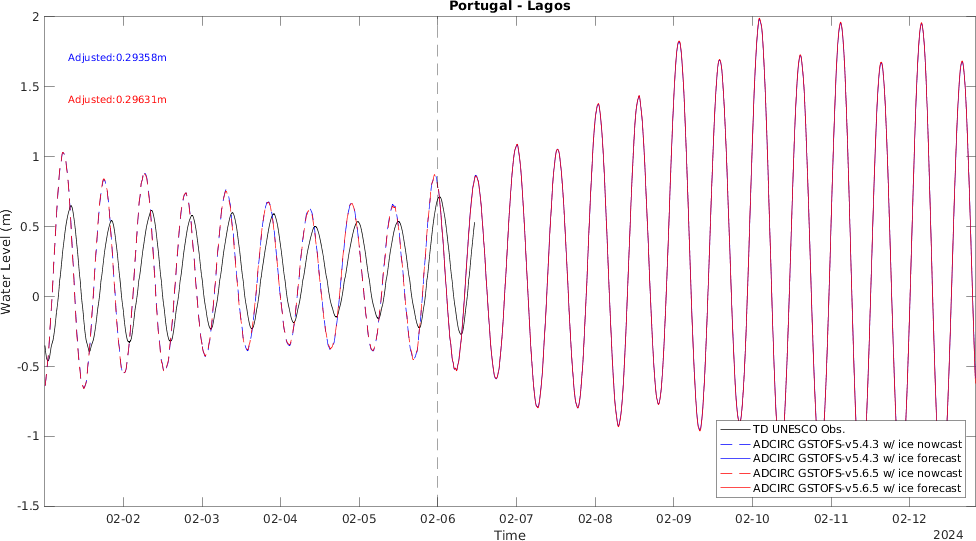 Portugal - Lagos
Adjusted:0.29358m
Adjusted:0.29631m
Water Level (m)
2
1.5
1
0.5
0
-0.5
-1
-1.5
TD UNESCO Obs.
ADCIRC GSTOFS-v5.4.3 w/ ice nowcast
ADCIRC GSTOFS-v5.4.3 w/ ice forecast
ADCIRC GSTOFS-v5.6.5 w/ ice nowcast
ADCIRC GSTOFS-v5.6.5 w/ ice forecast
02-02 02-03 02-04 02-05 02-06 02-07 02-08 02-09 02-10 02-11 02-12
Time
2024